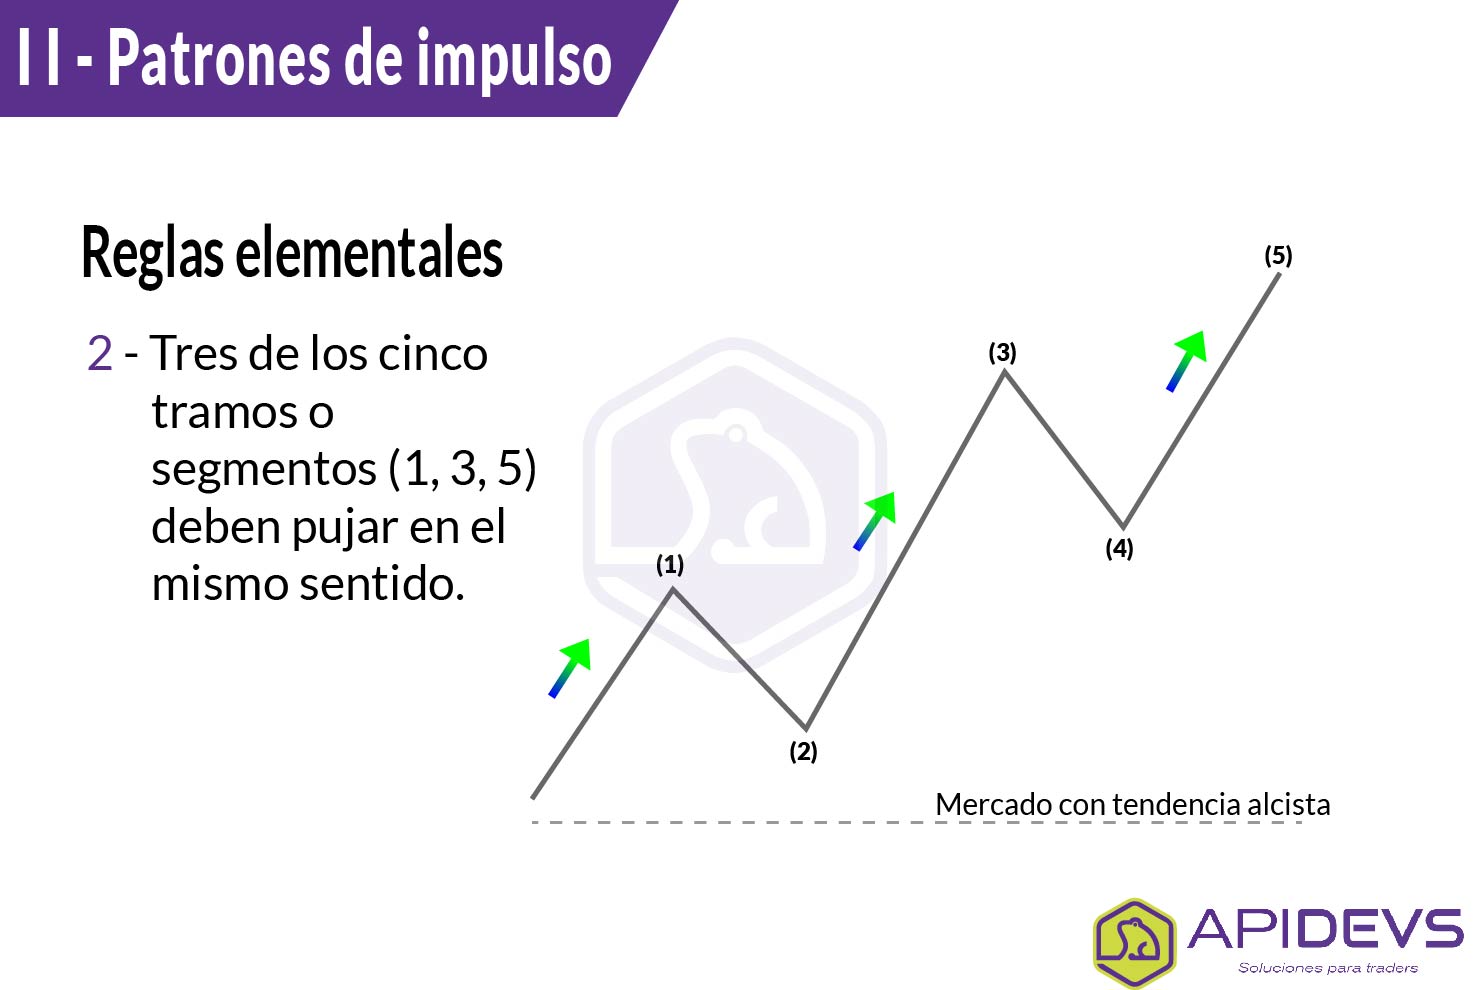 II - Patrones de impulso
Reglas elementales
2 - Tres de los cinco
tramos o
segmentos (1, 3, 5)
deben pujar en el
mismo sentido.
(5)
(3)
(4)
(1)
(2)
Mercado con tendencia alcista
APIDEVS
Soluciones para traders